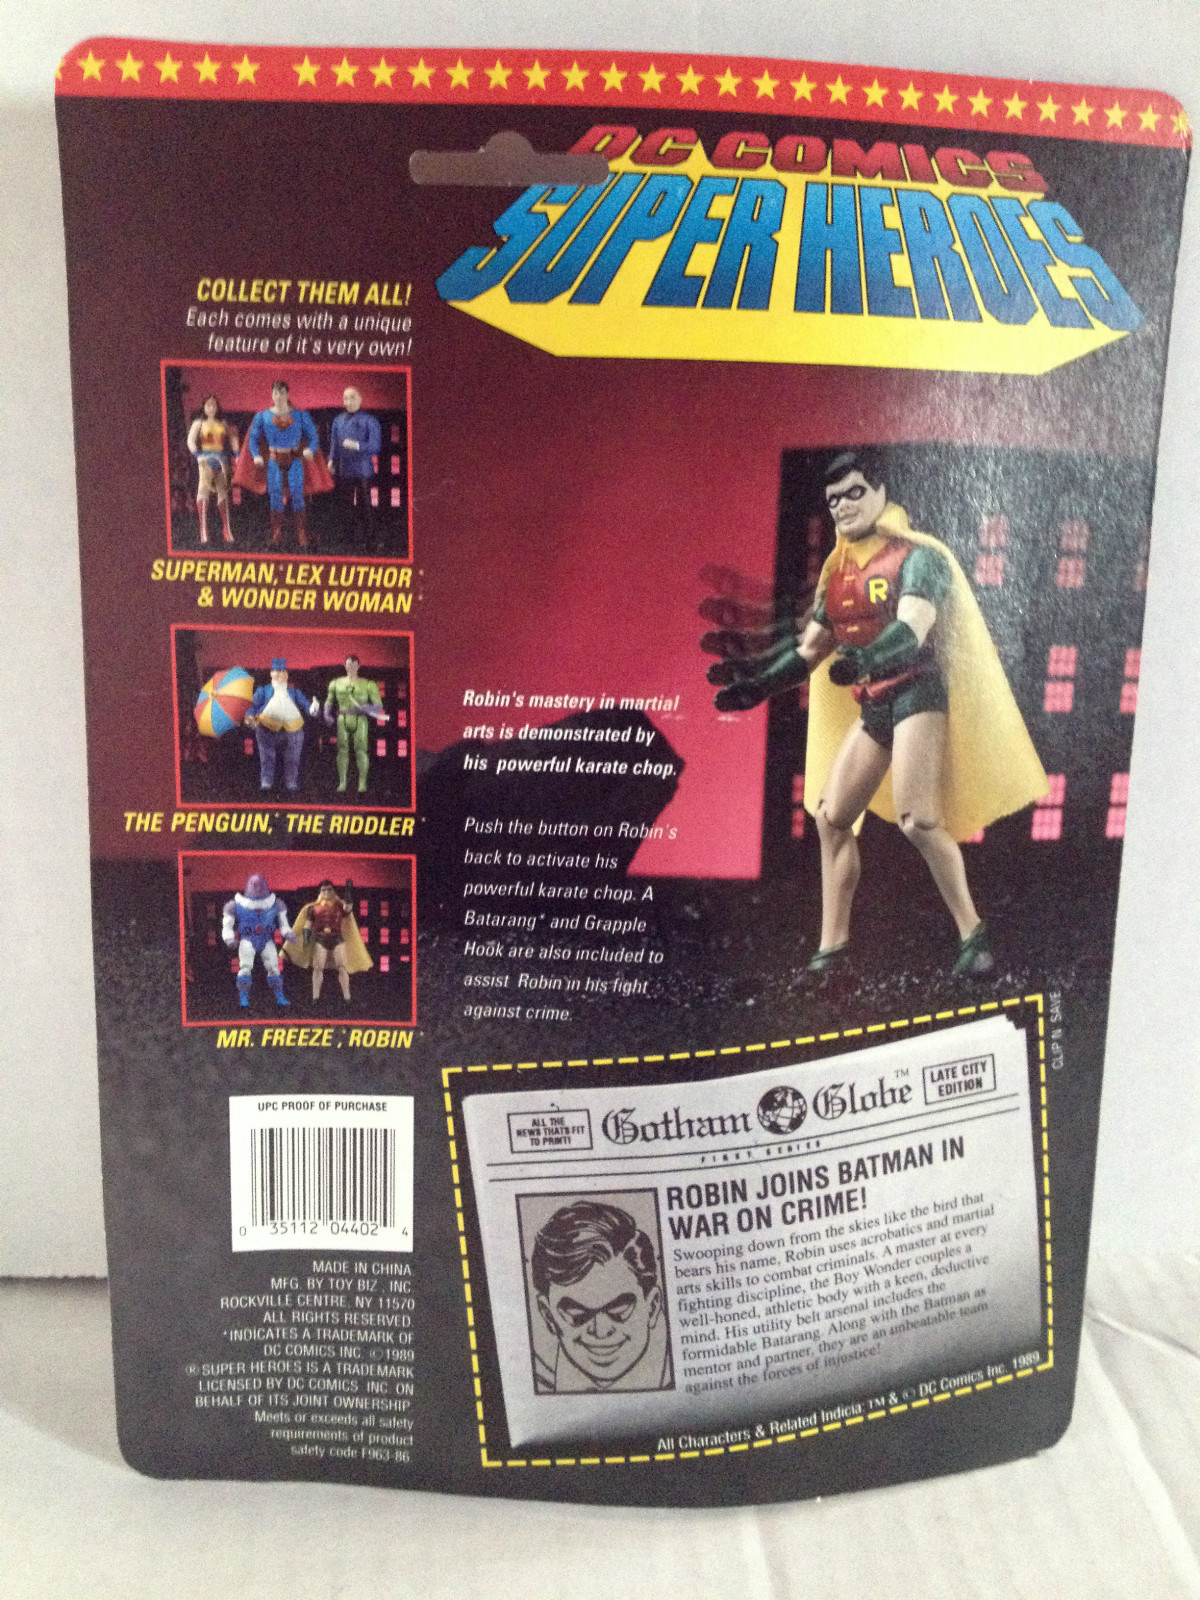 DC COMICS
SUPER HEROES
COLLECT THEM ALL!
Each comes with a unique
feature of it's very own!
SUPERMAN,* LEX LUTHOR*
& WONDER WOMAN*
THE PENGUIN,* THE RIDDLER*
MR. FREEZE, ROBIN*
R
Robin's mastery in martial
arts is demonstrated by
his powerful karate chop.
Push the button on Robin's
back to activate his
powerful karate chop. A
Batarang* and Grapple
Hook are also included to
assist Robin in his fight
against crime.
UPC PROOF OF PURCHASE
0 35112 04402 4
MADE IN CHINA
MFG. BY TOY BIZ, INC
ROCKVILLE CENTRE, NY 11570
ALL RIGHTS RESERVED
*INDICATES A TRADEMARK OF
DC COMICS INC. © 1989
® SUPER HEROES IS A TRADEMARK
LICENSED BY DC COMICS INC. ON
BEHALF OF ITS JOINT OWNERSHIP
Meets or exceeds all safety
requirements of product
safety code F963-86
CLIP N' SAVE
ALL THE
NEWS THATS FIT
TO PRINT!
Gotham Globe™
LATE CITY
EDITION
FIRST SERIES
ROBIN JOINS BATMAN IN
WAR ON CRIME!
Swooping down from the skies like the bird that
bears his name, Robin uses acrobatics and martial
arts skills to combat criminals. A master at every
fighting discipline, the Boy Wonder couples a
well-honed, athletic body with a keen, deductive
mind. His utility belt arsenal includes the
formidable Batarang. Along with the Batman as
mentor and partner, they are an unbeatable team
against the forces of injustice!
All Characters & Related Indicia: TM & © DC Comics Inc. 1989